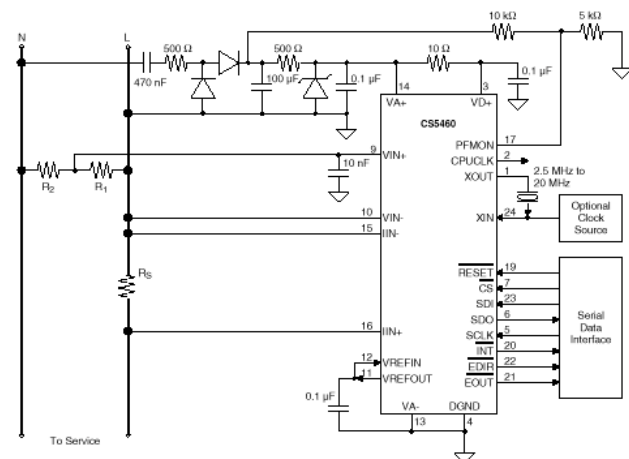 10 kΩ
5 kΩ
N
L
500 Ω
500 Ω
10 Ω
470 nF
100 µF
0.1 µF
0.1 µF
14
3
VA+
VD+
CS5460
PFMON
17
CPUCLK
2
XOUT
1
2.5 MHz to
20 MHz
9
VIN+
10 nF
R2
R1
10
VIN-
15
IIN-
XIN
24
Optional
Clock
Source
RS
RESET
19
CS
7
SDI
23
SDO
6
SCLK
5
INT
20
EDIR
22
EOUT
21
Serial
Data
Interface
16
IIN+
12
VREFIN
11
VREFOUT
0.1 µF
VA-
DGND
13
4
To Service